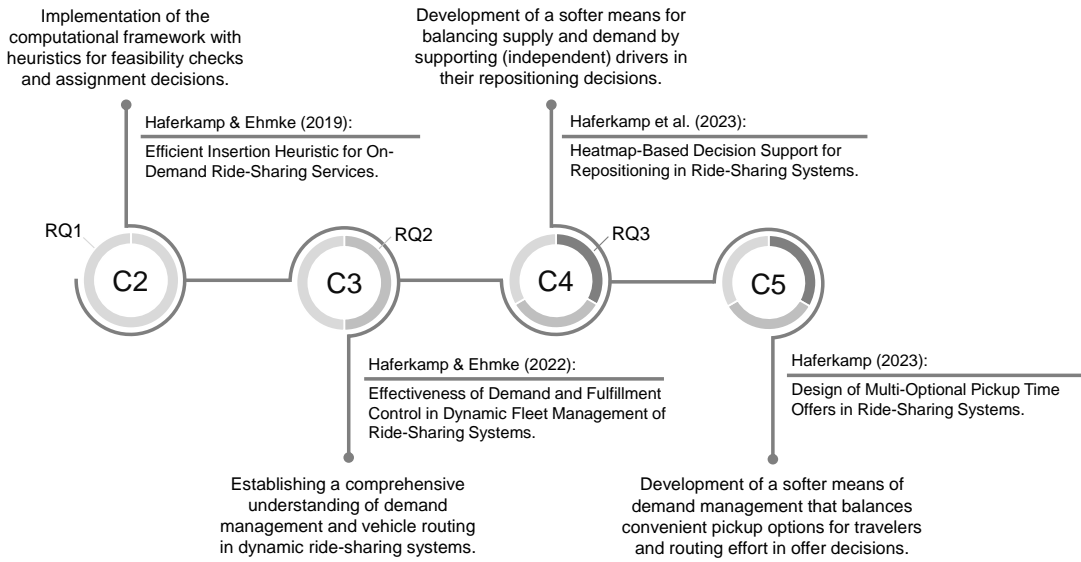 Implementation of the
computational framework with
heuristics for feasibility checks
and assignment decisions.
Development of a softer means for
balancing supply and demand by
supporting (independent) drivers in
their repositioning decisions.
Haferkamp & Ehmke (2019):
Efficient Insertion Heuristic for On-
Demand Ride-Sharing Services.
Haferkamp et al. (2023):
Heatmap-Based Decision Support for
Repositioning in Ride-Sharing Systems.
RQ1
C2
RQ2
C3
RQ3
C4
C5
Haferkamp & Ehmke (2022):
Effectiveness of Demand and Fulfillment
Control in Dynamic Fleet Management of
Ride-Sharing Systems.
Haferkamp (2023):
Design of Multi-Optional Pickup Time
Offers in Ride-Sharing Systems.
Establishing a comprehensive
understanding of demand
management and vehicle routing
in dynamic ride-sharing systems.
Development of a softer means of
demand management that balances
convenient pickup options for travelers
and routing effort in offer decisions.